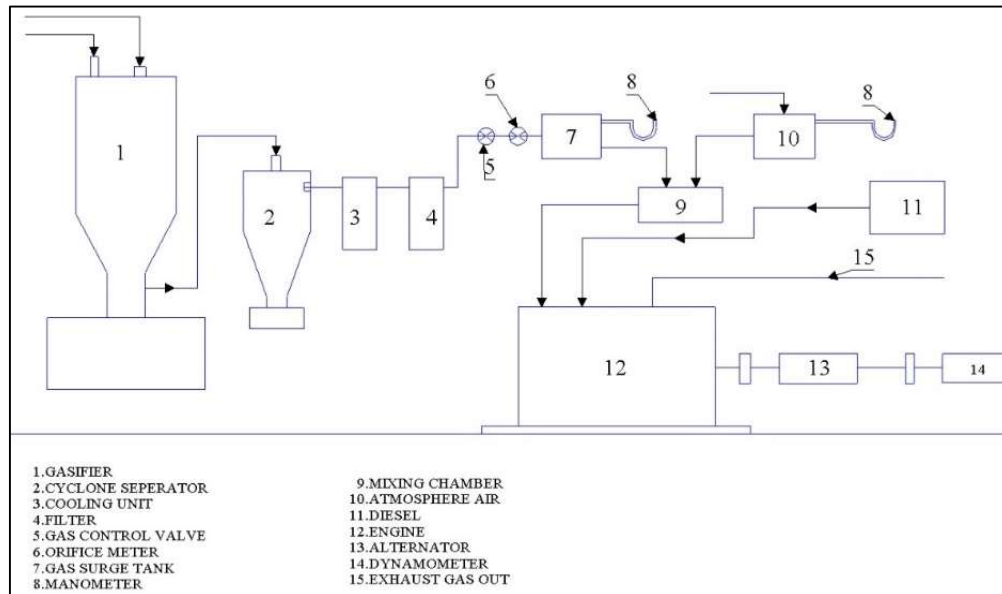 6
8
8
1
7
10
5
2
3
4
9
11
15
12
13
14
1.GASIFIER
2.CYCLONE SEPERATOR
3.COOLING UNIT
4.FILTER
5.GAS CONTROL VALVE
6.ORIFICE METER
7.GAS SURGE TANK
8.MANOMETER
9.MIXING CHAMBER
10.ATMOSPHERE AIR
11.DIESEL
12.ENGINE
13.ALTERNATOR
14.DYNAMOMETER
15.EXHAUST GAS OUT